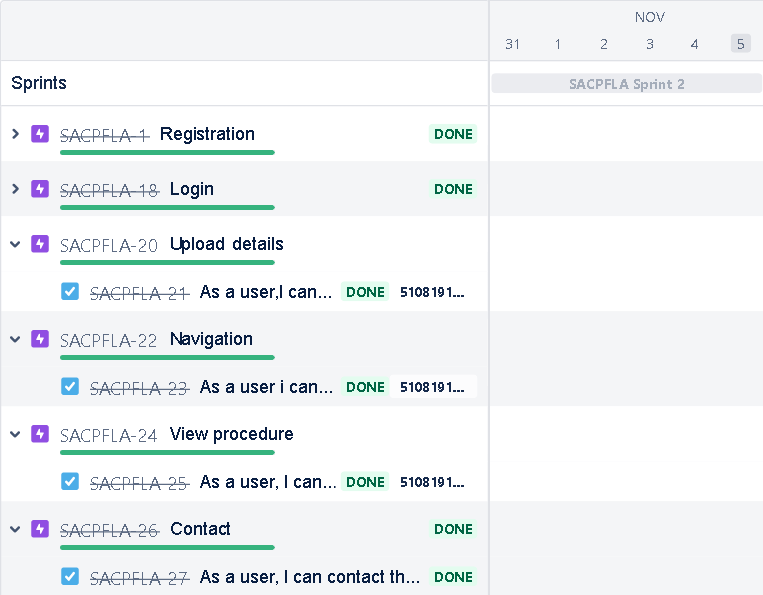 NOV
31 1 2 3 4 5
Sprints
SACPFLA Sprint 2
SACPFLA-1 Registration DONE
SACPFLA-18 Login DONE
SACPFLA-20 Upload details
SACPFLA-21 As a user,I can... DONE 5108191...
SACPFLA-22 Navigation
SACPFLA-23 As a user i can... DONE 5108191...
SACPFLA-24 View procedure
SACPFLA-25 As a user, I can... DONE 5108191...
SACPFLA-26 Contact DONE
SACPFLA-27 As a user, I can contact th... DONE